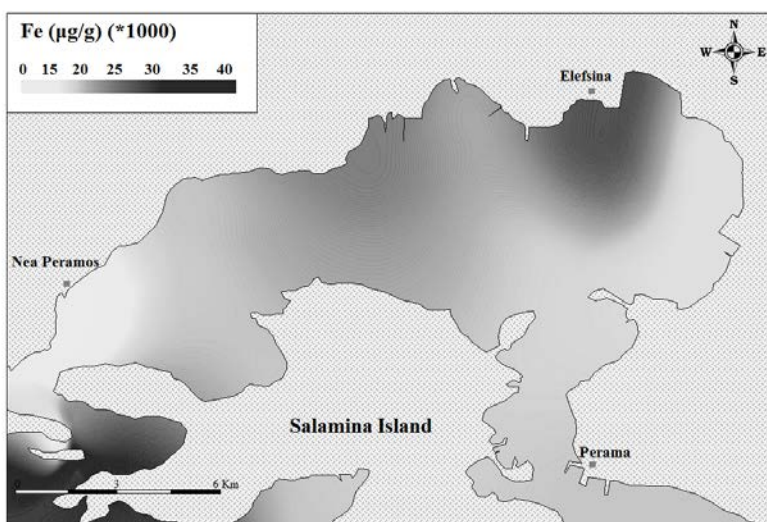 Fe (µg/g) (*1000)
0 15 20 25 30 35 40
N
W E
S
Elefsina
Nea Peramos
Salamina Island
Perama
0 3 6 Km